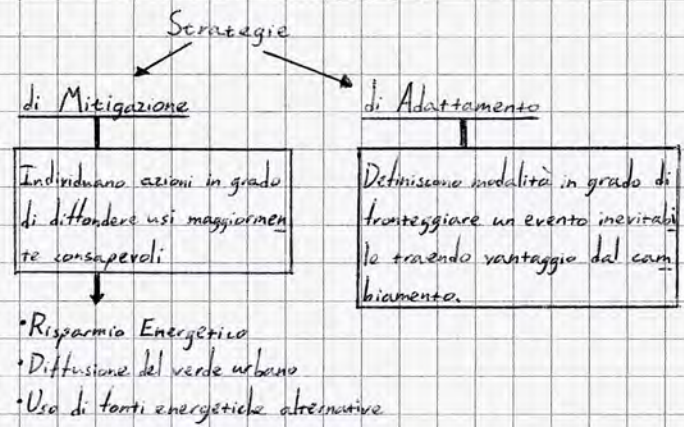 Strategie
di Mitigazione
Individuano azioni in grado
di diffondere usi maggiormen
te consapevoli
• Risparmio Energetico
• Diffusione del verde urbano
• Uso di fonti energetiche alternative
di Adattamento
Definiscono modalità in grado di
fronteggiare un evento inevitabi
le traendo vantaggio dal cam
biamento.